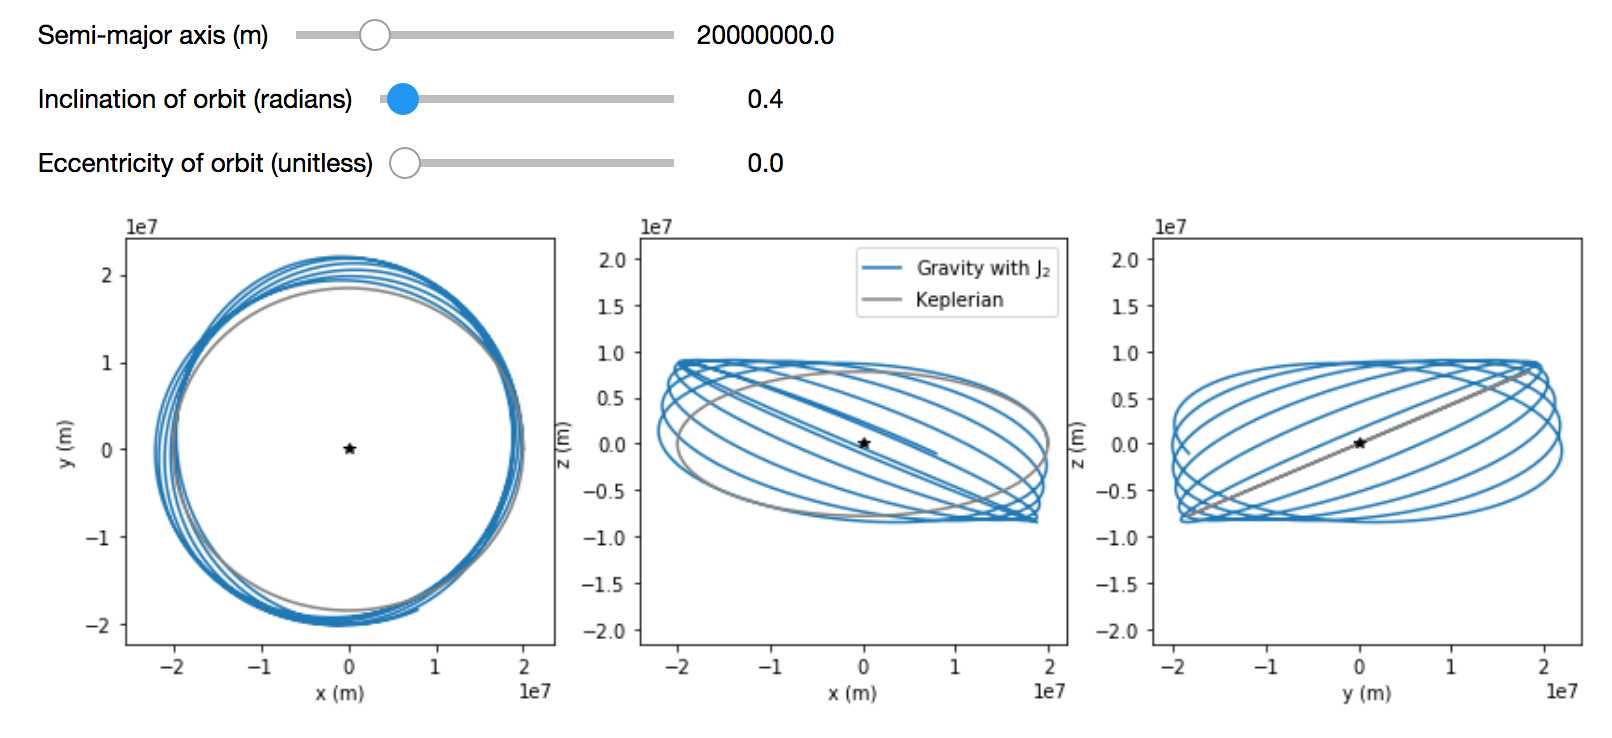 Semi-major axis (m) 20000000.0
Inclination of orbit (radians) 0.4
Eccentricity of orbit (unitless) 0.0
1e7 1e7 1e7
Gravity with J₂
Keplerian
2
1
0
−1
−2
y (m)
−2 −1 0 1 2
x (m) 1e7
2.0
1.5
1.0
0.5
0.0
−0.5
−1.0
−1.5
−2.0
z (m)
−2 −1 0 1 2
x (m) 1e7
2.0
1.5
1.0
0.5
0.0
−0.5
−1.0
−1.5
−2.0
z (m)
−2 −1 0 1 2
y (m) 1e7